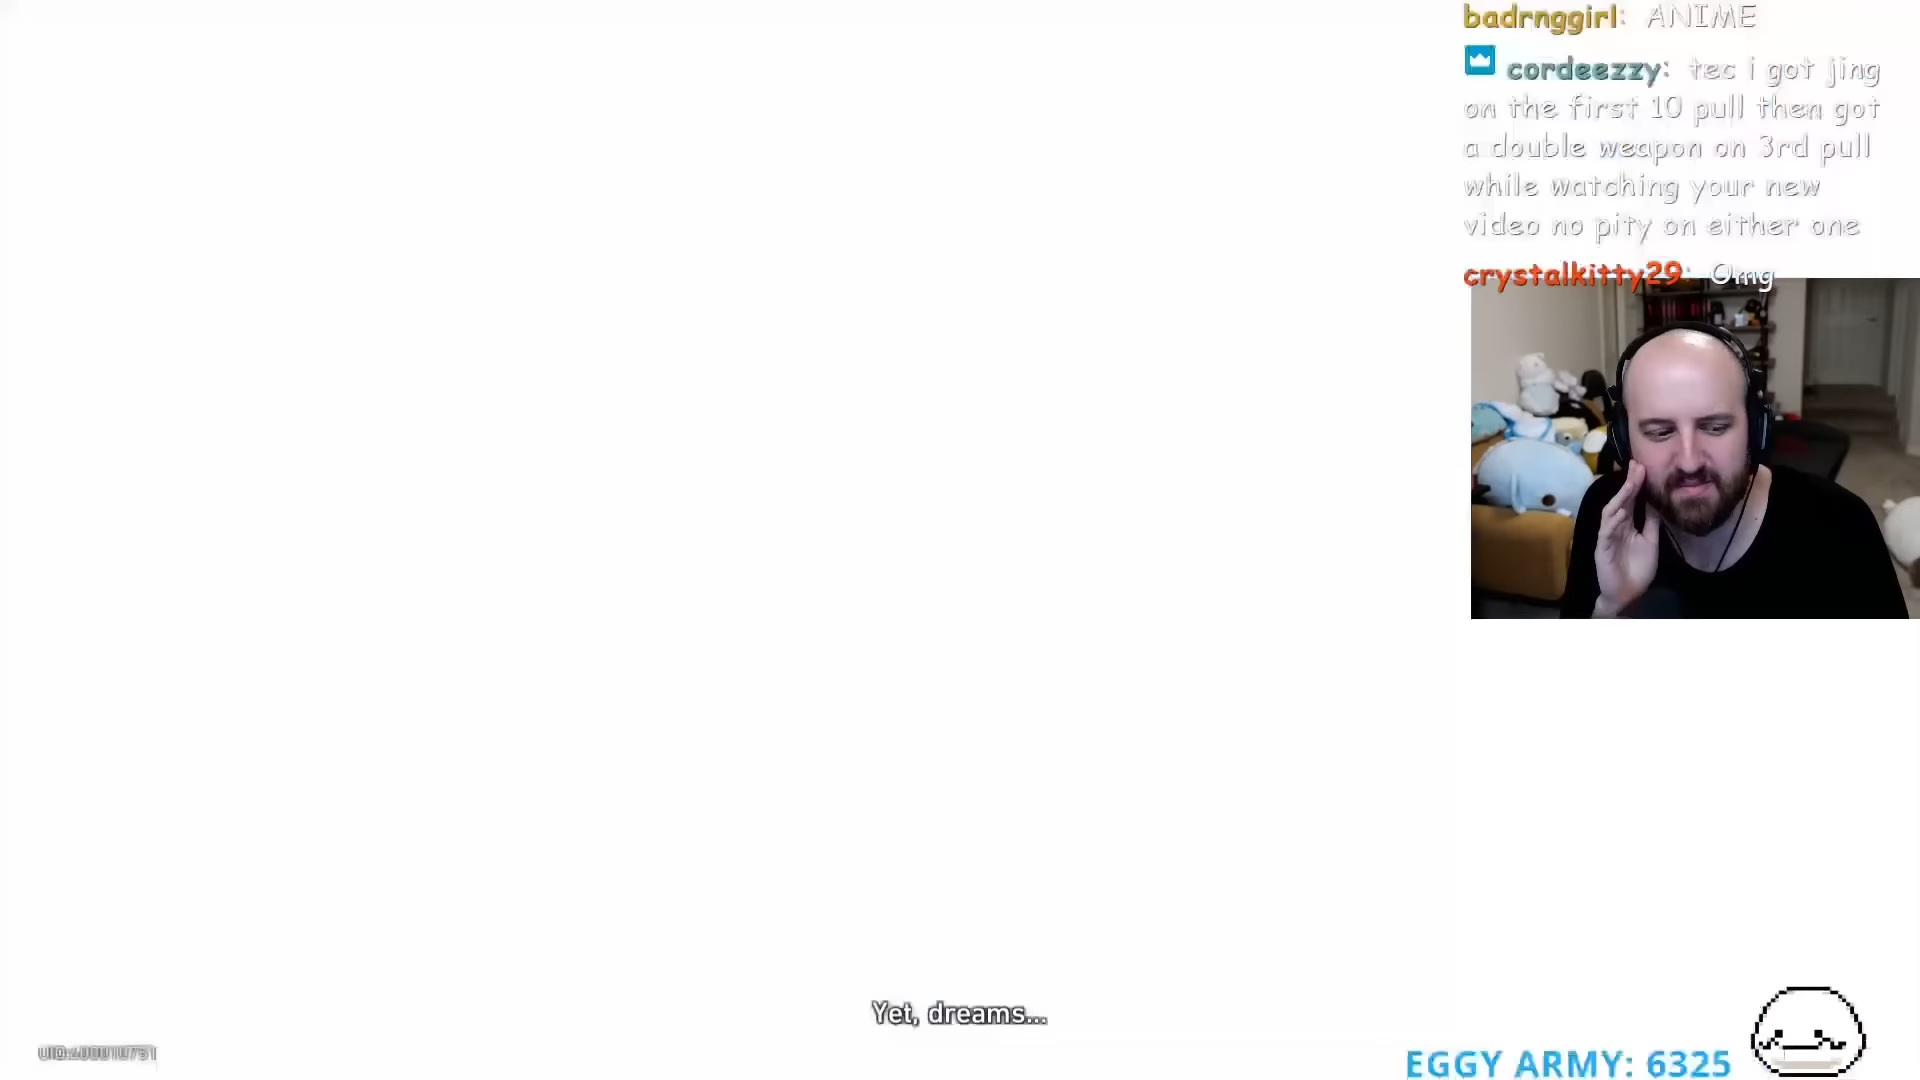 badrnggirl: ANIME
cordeezzy: tec i got jing
on the first 10 pull then got
a double weapon on 3rd pull
while watching your new
video no pity on either one
crystalkitty29: Omg
Yet, dreams...
EGGY ARMY: 6325